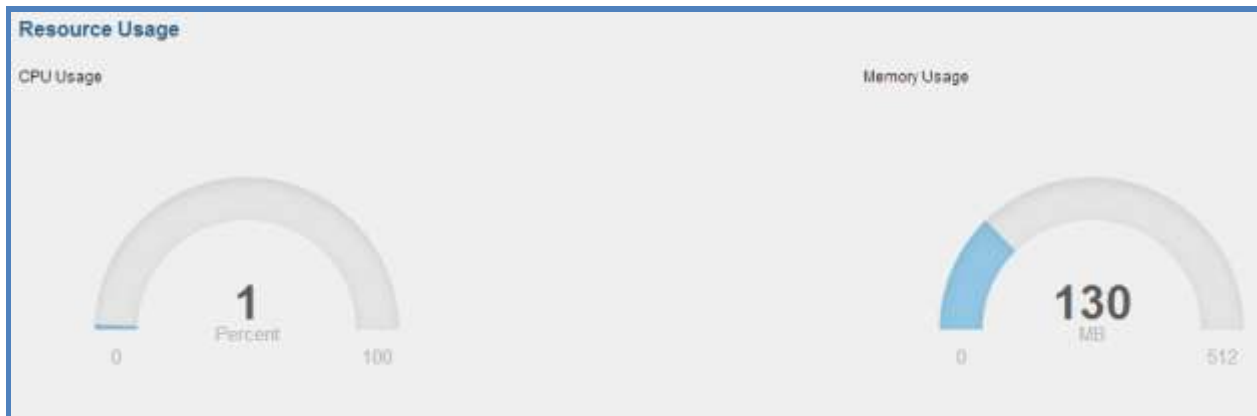 Resource Usage
CPU Usage
1
Percent
0
100
Memory Usage
130
MB
0
512